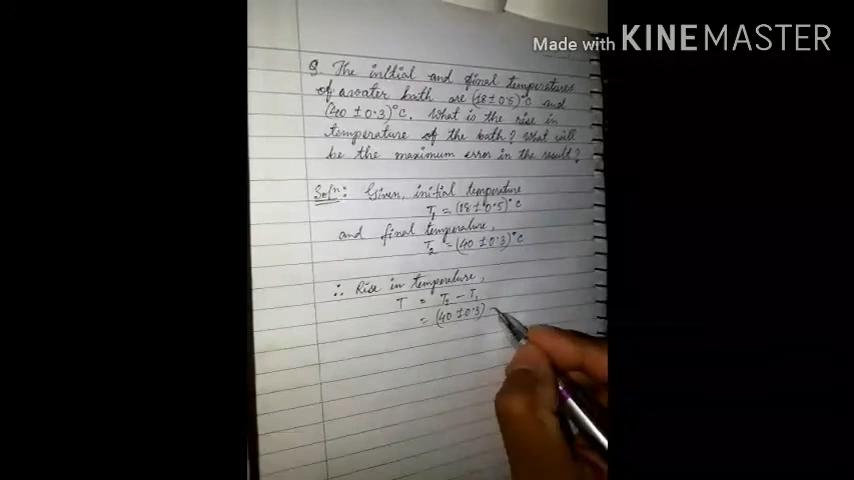 Made with KINEMASTER
Q The initial and final temperatures
of a water bath are (18 ± 0.5)°C and
(40 ± 0.3)°C. What is the rise in
temperature of the bath? What will
be the maximum error in the result?
Solⁿ: Given, initial temperature
T₁ = (18 ± 0.5)°C
and final temperature,
T₂ = (40 ± 0.3)°C
∴ Rise in temperature,
T = T₂ - T₁
= (40 ± 0.3) -